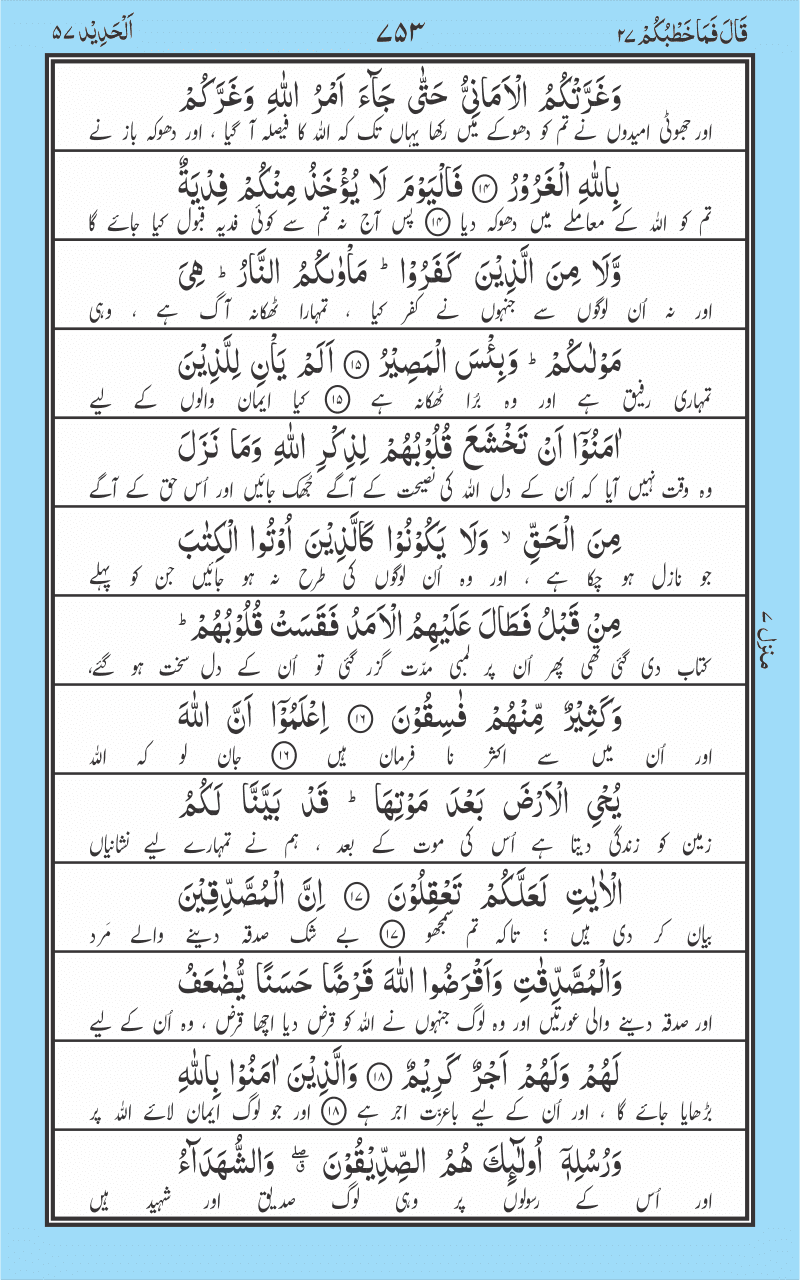 قَالَ فَمَا خَطْبُكُمْ ۲۷ ۷۵۳ اَلْحَدِيْد ۵۷
وَغَرَّتْكُمُ الْاَمَانِيُّ حَتّٰى جَآءَ اَمْرُ اللّٰهِ وَغَرَّكُمْ
اور جھوٹی امیدوں نے تم کو دھوکے میں رکھا یہاں تک کہ اللہ کا فیصلہ آ گیا ، اور دھوکہ باز نے
بِاللّٰهِ الْغَرُوْرُ ﴿۱۴﴾ فَالْيَوْمَ لَا يُؤْخَذُ مِنْكُمْ فِدْيَةٌ
تم کو اللہ کے معاملے میں دھوکہ دیا ﴿۱۴﴾ پس آج نہ تم سے کوئی فدیہ قبول کیا جائے گا
وَّلَا مِنَ الَّذِيْنَ كَفَرُوْا ؕ مَاْوٰىكُمُ النَّارُ ؕ هِيَ
اور نہ اُن لوگوں سے جنہوں نے کفر کیا ، تمہارا ٹھکانہ آگ ہے ، وہی
مَوْلٰىكُمْ ؕ وَبِئْسَ الْمَصِيْرُ ﴿۱۵﴾ اَلَمْ يَاْنِ لِلَّذِيْنَ
تمہاری رفیق ہے اور وہ بُرا ٹھکانہ ہے ﴿۱۵﴾ کیا ایمان والوں کے لیے
اٰمَنُوْۤا اَنْ تَخْشَعَ قُلُوْبُهُمْ لِذِكْرِ اللّٰهِ وَمَا نَزَلَ
وہ وقت نہیں آیا کہ اُن کے دل اللہ کی نصیحت کے آگے جُھک جائیں اور اُس حق کے آگے
مِنَ الْحَقِّ ۙ وَلَا يَكُوْنُوْا كَالَّذِيْنَ اُوْتُوا الْكِتٰبَ
جو نازل ہو چکا ہے ، اور وہ اُن لوگوں کی طرح نہ ہو جائیں جن کو پہلے
مِنْ قَبْلُ فَطَالَ عَلَيْهِمُ الْاَمَدُ فَقَسَتْ قُلُوْبُهُمْ ؕ
کتاب دی گئی تھی پھر اُن پر لمبی مدّت گزر گئی تو اُن کے دل سخت ہو گئے،
وَكَثِيْرٌ مِّنْهُمْ فٰسِقُوْنَ ﴿۱۶﴾ اِعْلَمُوْۤا اَنَّ اللّٰهَ
اور اُن میں سے اکثر نا فرمان ہیں ﴿۱۶﴾ جان لو کہ اللہ
يُحْيِ الْاَرْضَ بَعْدَ مَوْتِهَا ؕ قَدْ بَيَّنَّا لَكُمُ
زمین کو زندگی دیتا ہے اُس کی موت کے بعد ، ہم نے تمہارے لیے نشانیاں
الْاٰيٰتِ لَعَلَّكُمْ تَعْقِلُوْنَ ﴿۱۷﴾ اِنَّ الْمُصَّدِّقِيْنَ
بیان کر دی ہیں ؛ تاکہ تم سمجھو ﴿۱۷﴾ بے شک صدقہ دینے والے مَرد
وَالْمُصَّدِّقٰتِ وَاَقْرَضُوا اللّٰهَ قَرْضًا حَسَنًا يُّضٰعَفُ
اور صدقہ دینے والی عورتیں اور وہ لوگ جنہوں نے اللہ کو قرض دیا اچھا قرض ، وہ اُن کے لیے
لَهُمْ وَلَهُمْ اَجْرٌ كَرِيْمٌ ﴿۱۸﴾ وَالَّذِيْنَ اٰمَنُوْا بِاللّٰهِ
بڑھایا جائے گا ، اور اُن کے لیے باعزّت اجر ہے ﴿۱۸﴾ اور جو لوگ ایمان لائے اللہ پر
وَرُسُلِهٖۤ اُولٰٓئِكَ هُمُ الصِّدِّيْقُوْنَ ۖۗ وَالشُّهَدَآءُ
اور اُس کے رسولوں پر وہی لوگ صدیق اور شہید ہیں
منزل ۷